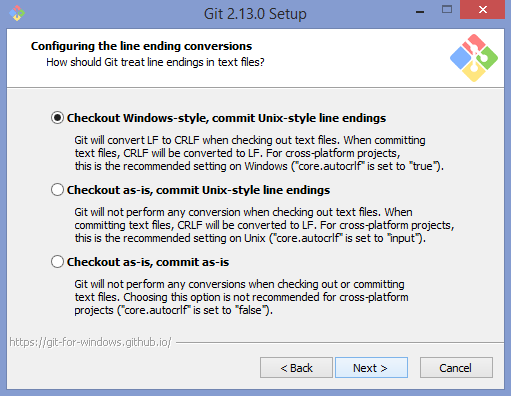 Git 2.13.0 Setup
Configuring the line ending conversions
How should Git treat line endings in text files?
Checkout Windows-style, commit Unix-style line endings
Git will convert LF to CRLF when checking out text files. When committing
text files, CRLF will be converted to LF. For cross-platform projects,
this is the recommended setting on Windows ("core.autocrlf" is set to "true").
Checkout as-is, commit Unix-style line endings
Git will not perform any conversion when checking out text files. When
committing text files, CRLF will be converted to LF. For cross-platform projects,
this is the recommended setting on Unix ("core.autocrlf" is set to "input").
Checkout as-is, commit as-is
Git will not perform any conversions when checking out or committing
text files. Choosing this option is not recommended for cross-platform
projects ("core.autocrlf" is set to "false").
https://git-for-windows.github.io/
< Back Next > Cancel